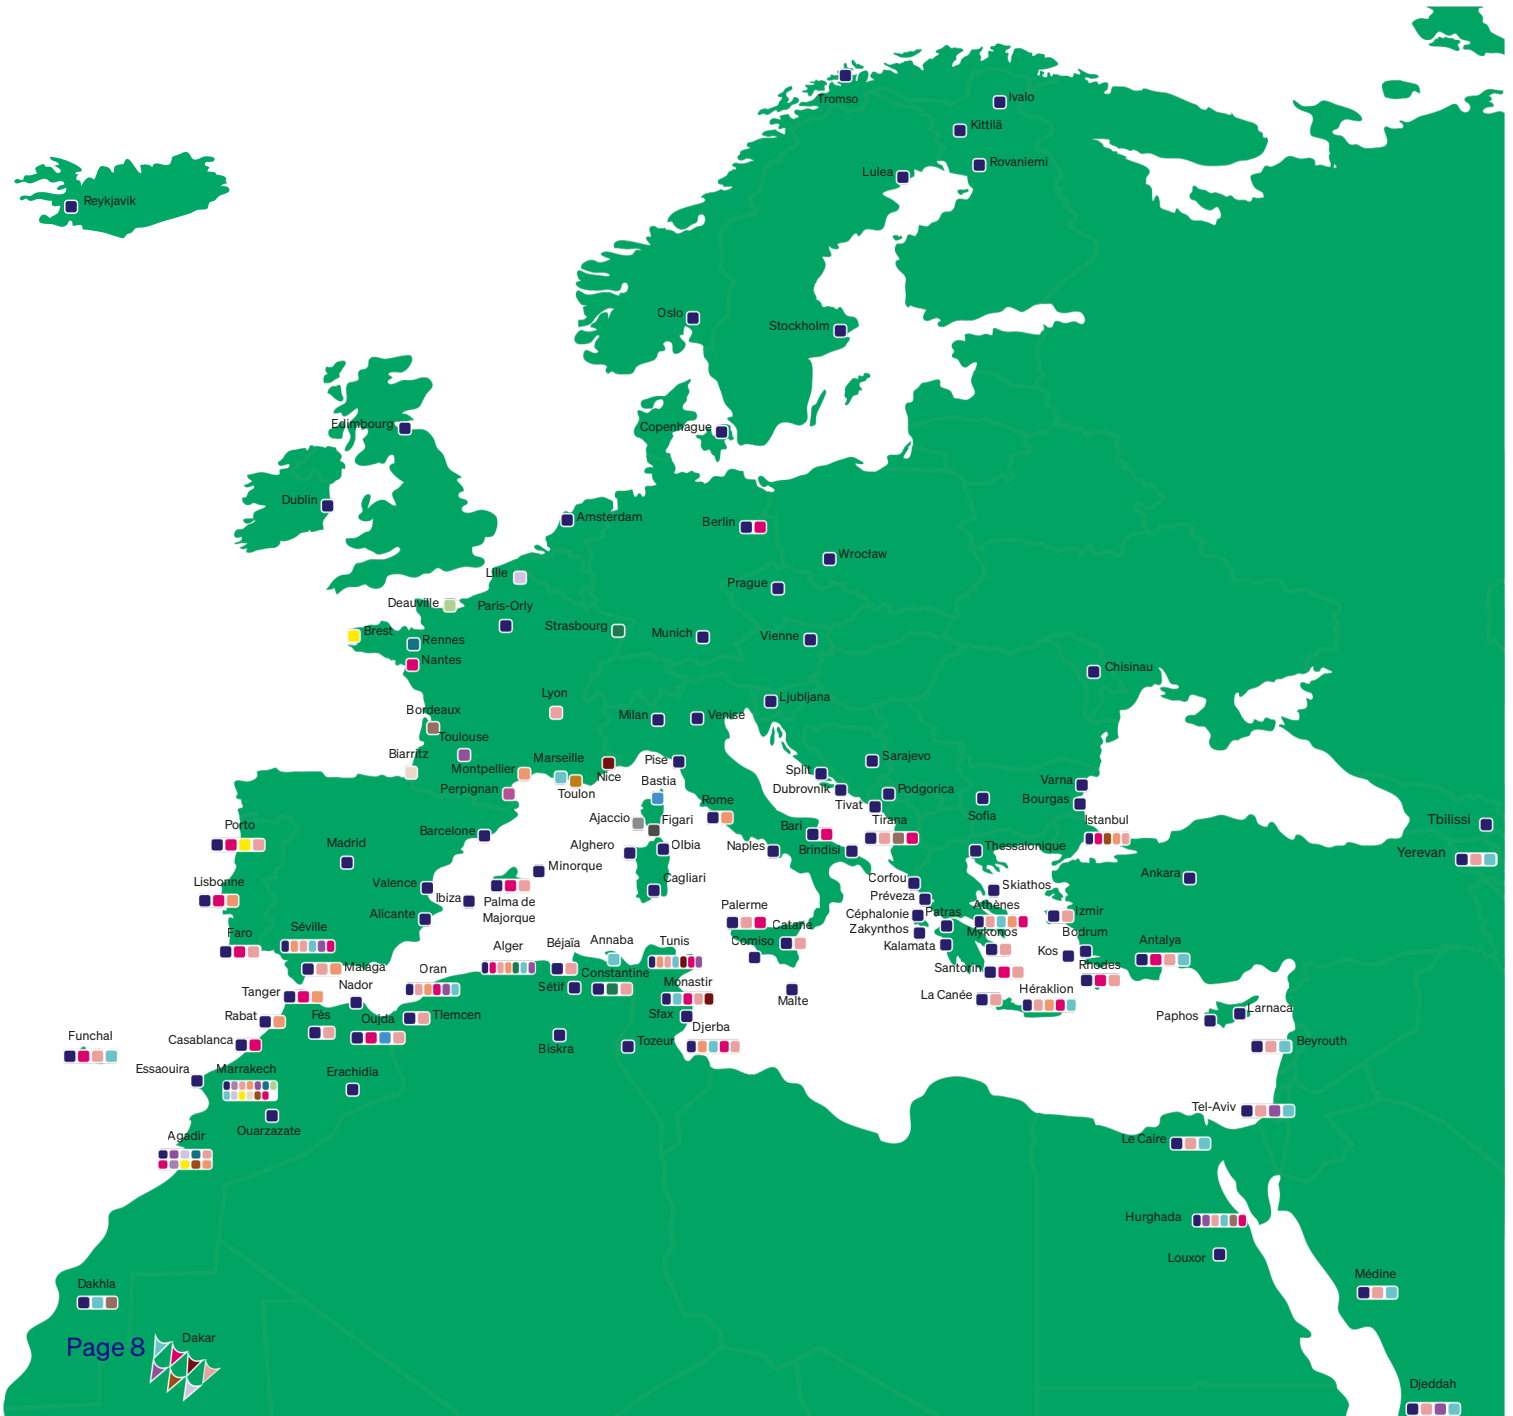 Tromso
Ivalo
Kittilä
Rovaniemi
Lulea
Reykjavik
Oslo
Stockholm
Edimbourg
Copenhague
Dublin
Amsterdam
Berlin
Wrocław
Lille
Prague
Deauville
Paris-Orly
Strasbourg
Munich
Vienne
Brest
Rennes
Nantes
Chisinau
Lyon
Ljubljana
Bordeaux
Milan
Venise
Toulouse
Biarritz
Marseille
Montpellier
Nice
Pise
Split
Sarajevo
Bastia
Perpignan
Toulon
Dubrovnik
Podgorica
Varna
Rome
Tivat
Bourgas
Sofia
Ajaccio
Figari
Tirana
Istanbul
Tbilissi
Porto
Barcelone
Bari
Madrid
Alghero
Olbia
Naples
Brindisi
Thessalonique
Yerevan
Minorque
Cagliari
Corfou
Ankara
Lisbonne
Valence
Ibiza
Palma de
Majorque
Préveza
Skiathos
Palerme
Athènes
Alicante
Céphalonie
Patras
Izmir
Séville
Catane
Zakynthos
Mykonos
Bodrum
Faro
Alger
Béjaïa
Annaba
Tunis
Comiso
Kalamata
Kos
Antalya
Malaga
Oran
Constantine
Santorin
Rhodes
Nador
Sétif
Monastir
Tanger
Malte
La Canée
Héraklion
Rabat
Fès
Oujda
Tlemcen
Sfax
Paphos
Larnaca
Funchal
Casablanca
Biskra
Tozeur
Djerba
Beyrouth
Essaouira
Marrakech
Erachidia
Ouarzazate
Tel-Aviv
Agadir
Le Caire
Hurghada
Louxor
Dakhla
Médine
Page 8
Dakar
Djeddah